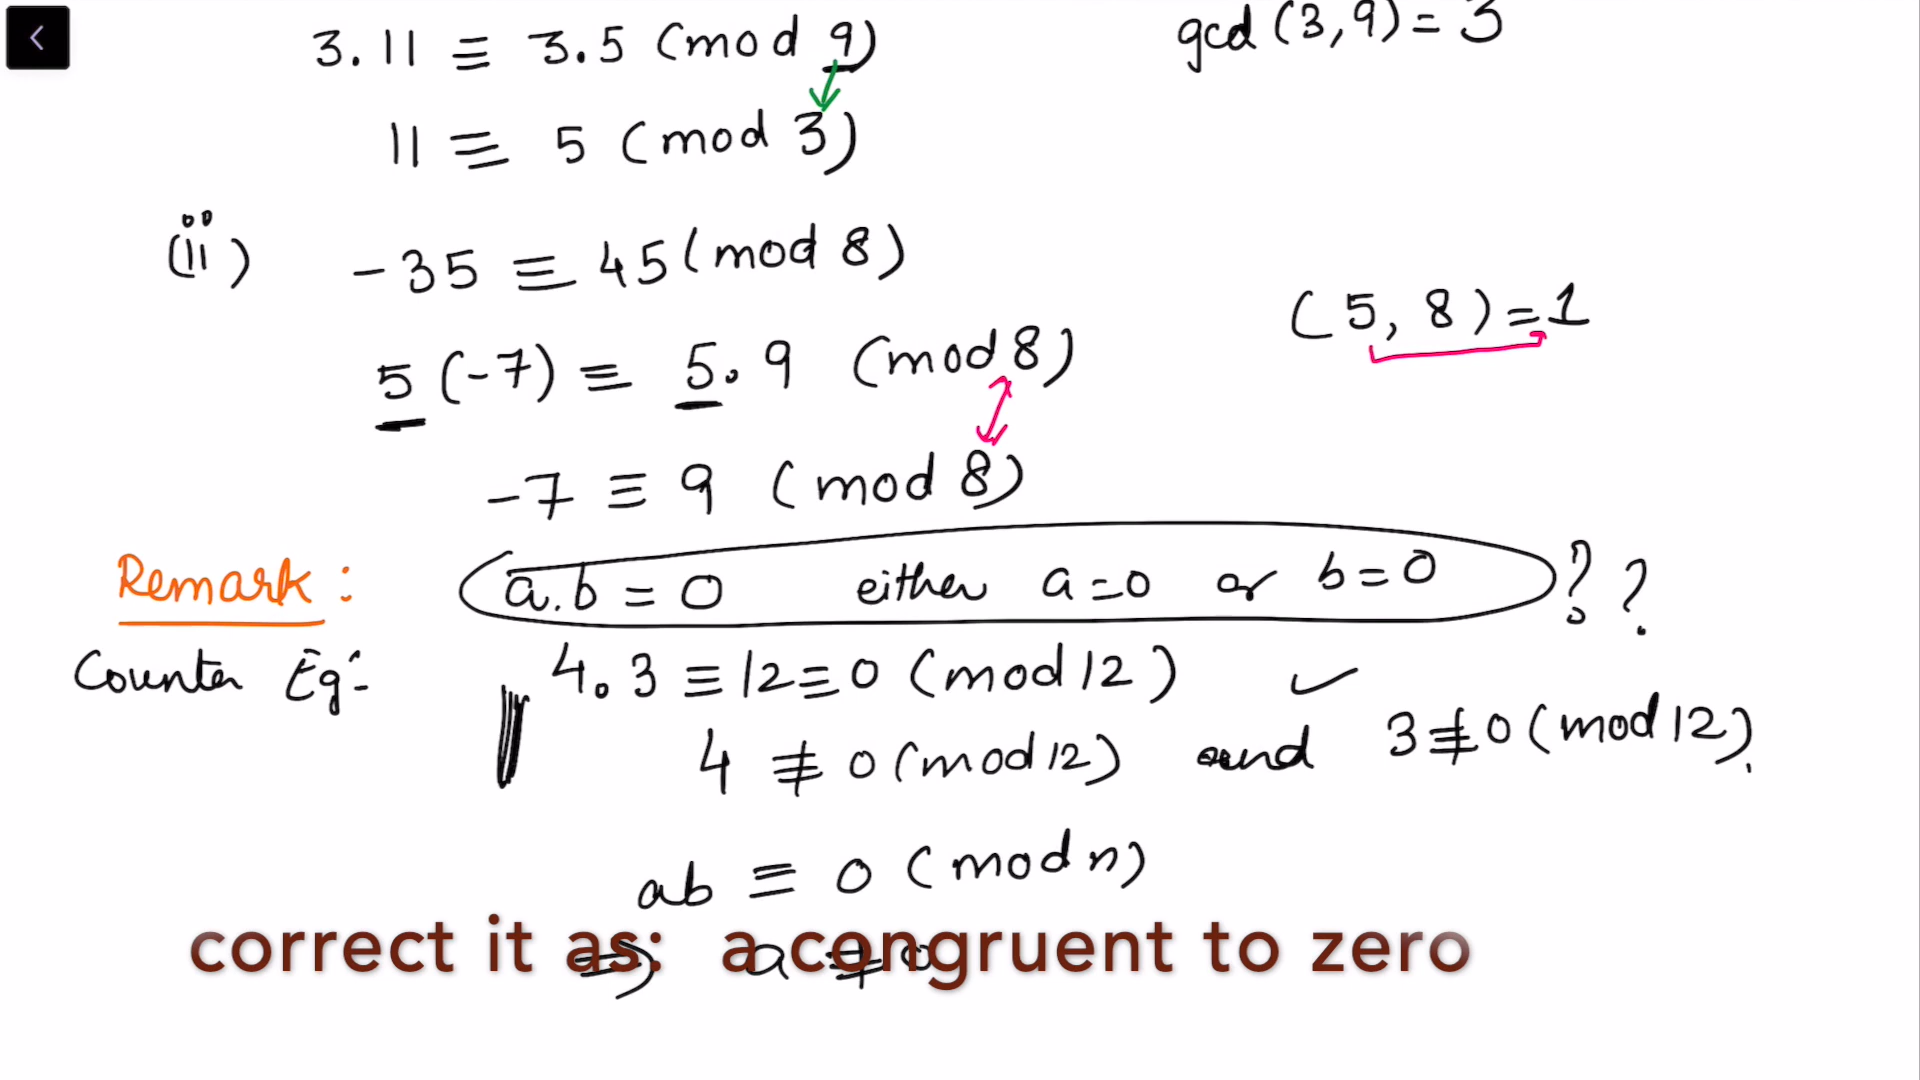 3.11 ≡ 3.5 (mod 9)
gcd (3,9) = 3
11 ≡ 5 (mod 3)
(ii) -35 ≡ 45 (mod 8)
(5, 8) = 1
5 (-7) ≡ 5.9 (mod 8)
-7 ≡ 9 (mod 8)
Remark: a.b = 0 either a=0 or b=0 ??
Counter Eg:- 4.3 ≡ 12 ≡ 0 (mod 12) ✓
4 ≢ 0 (mod 12) and 3 ≢ 0 (mod 12).
ab ≡ 0 (mod n)
⇒ a ≢ 0
correct it as: a congruent to zero